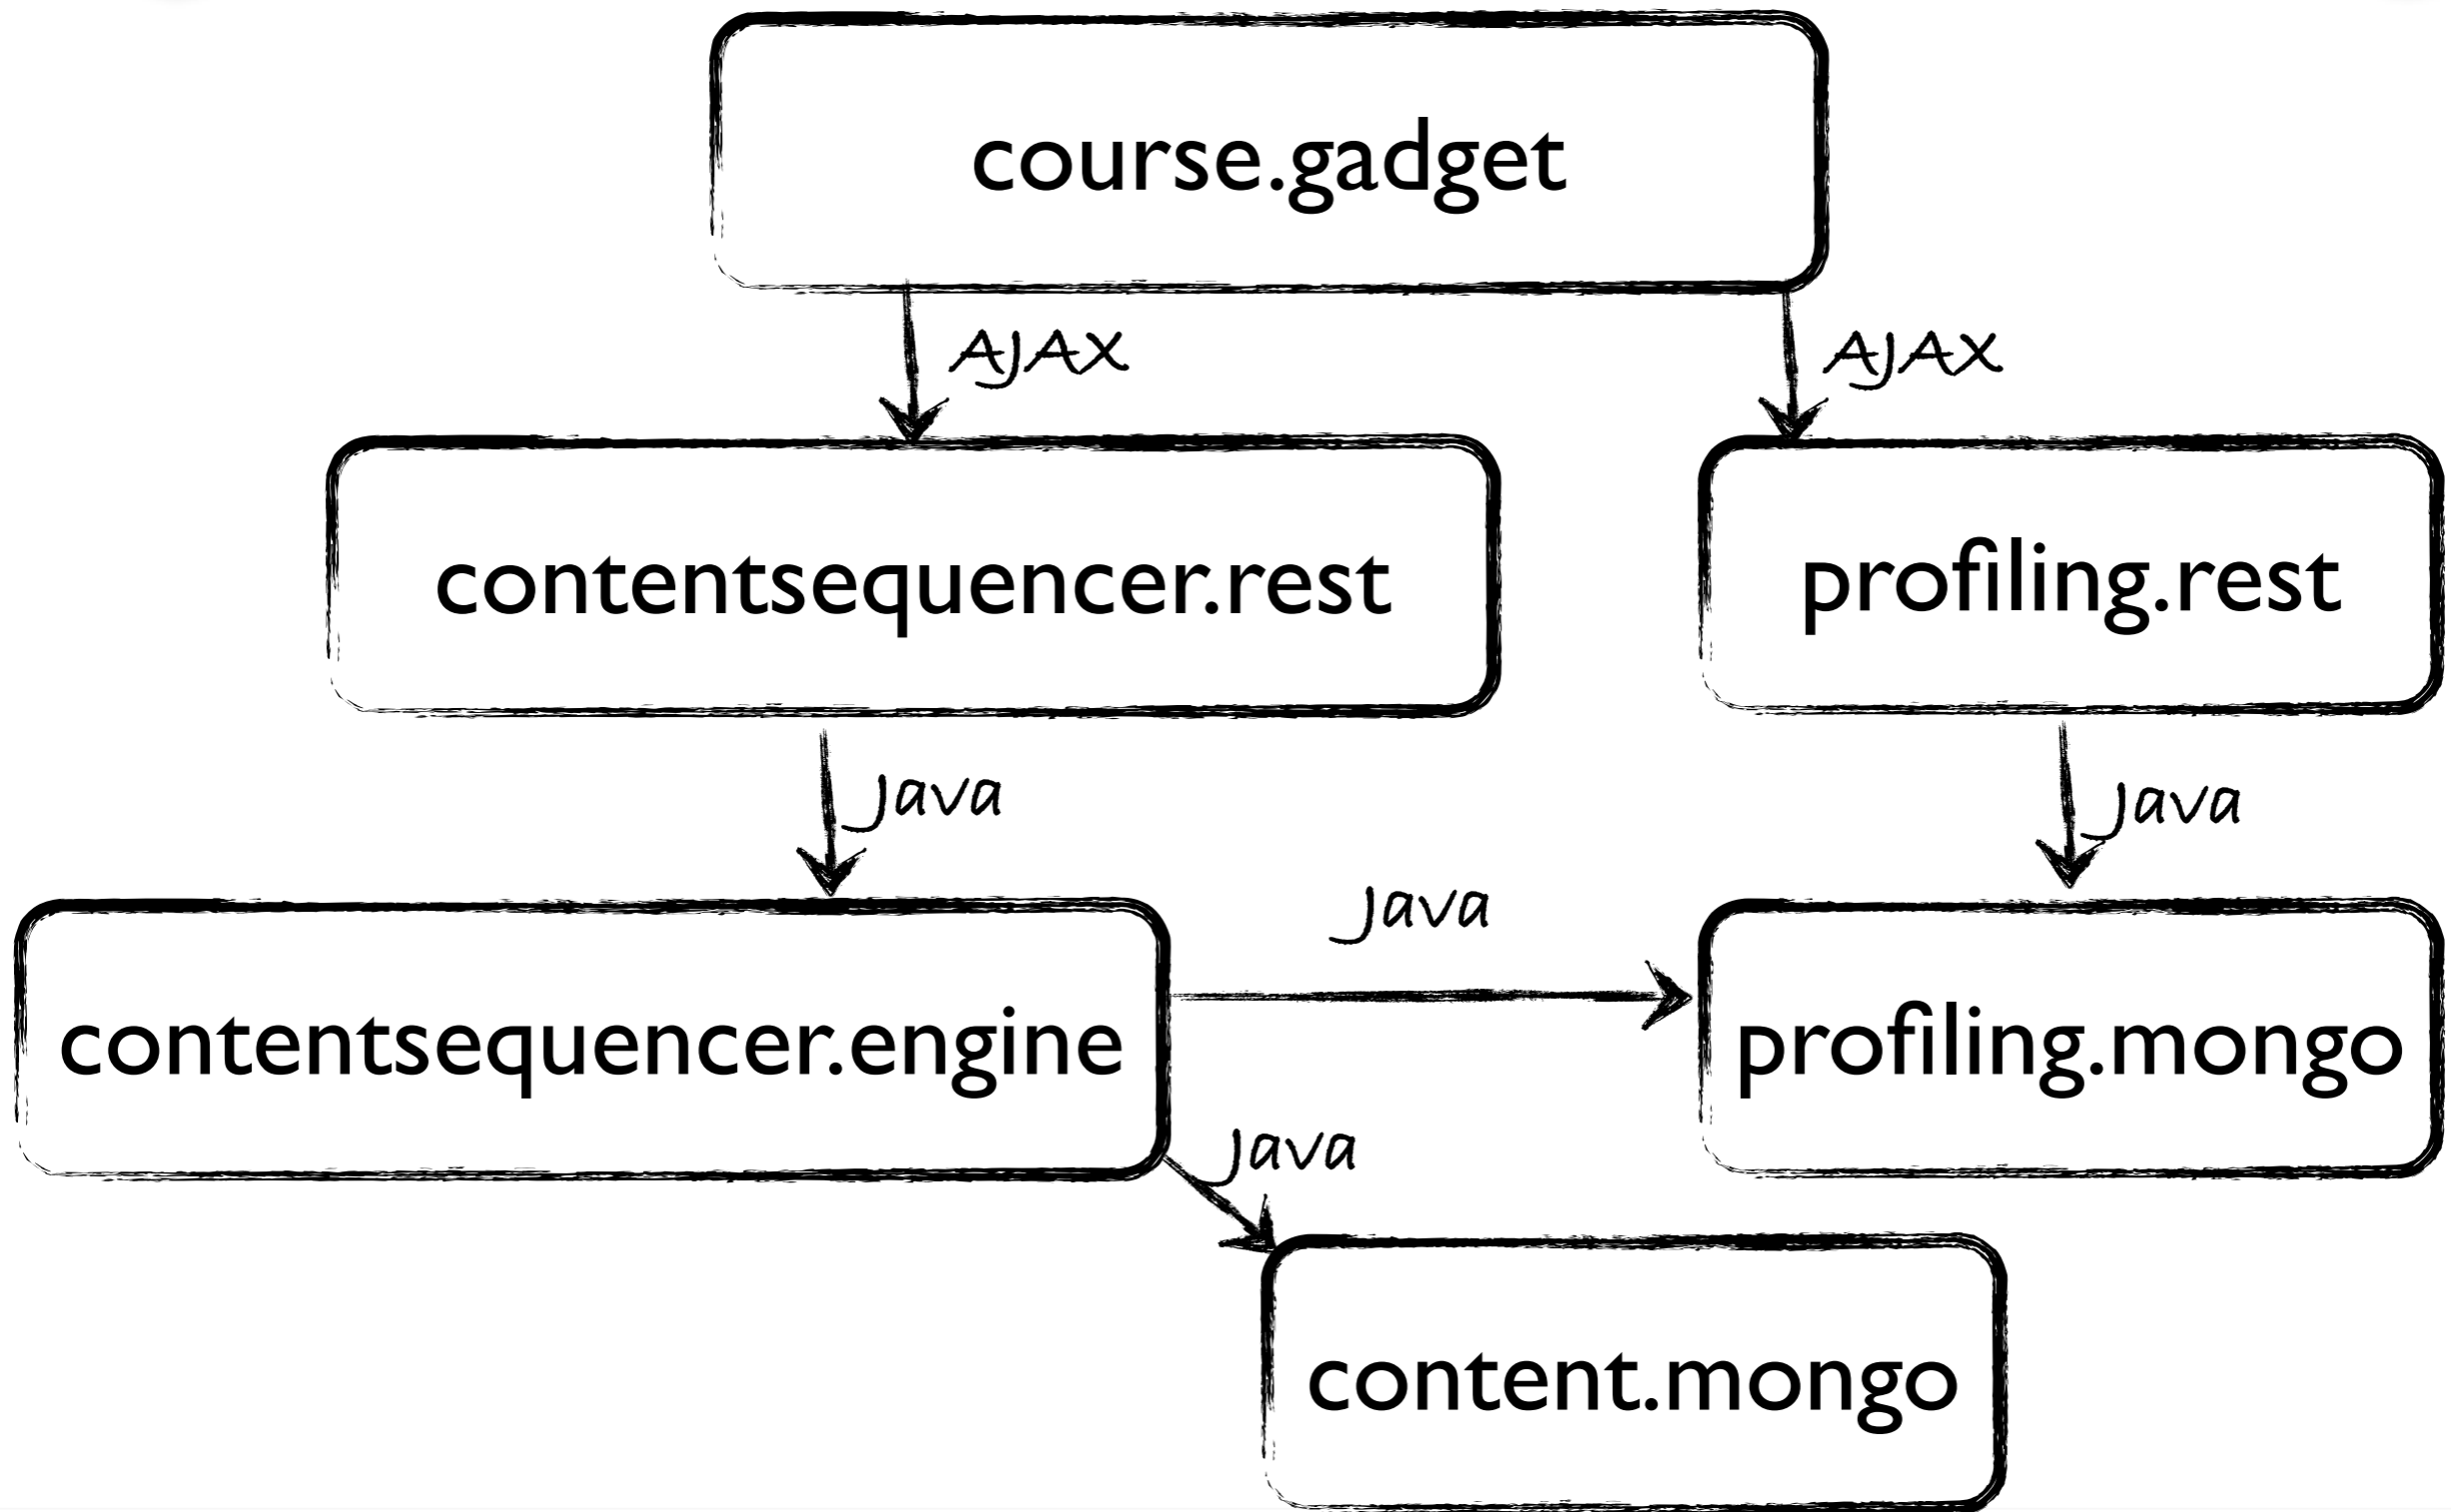 course.gadget
AJAX
AJAX
contentsequencer.rest
profiling.rest
Java
Java
Java
contentsequencer.engine
profiling.mongo
Java
content.mongo